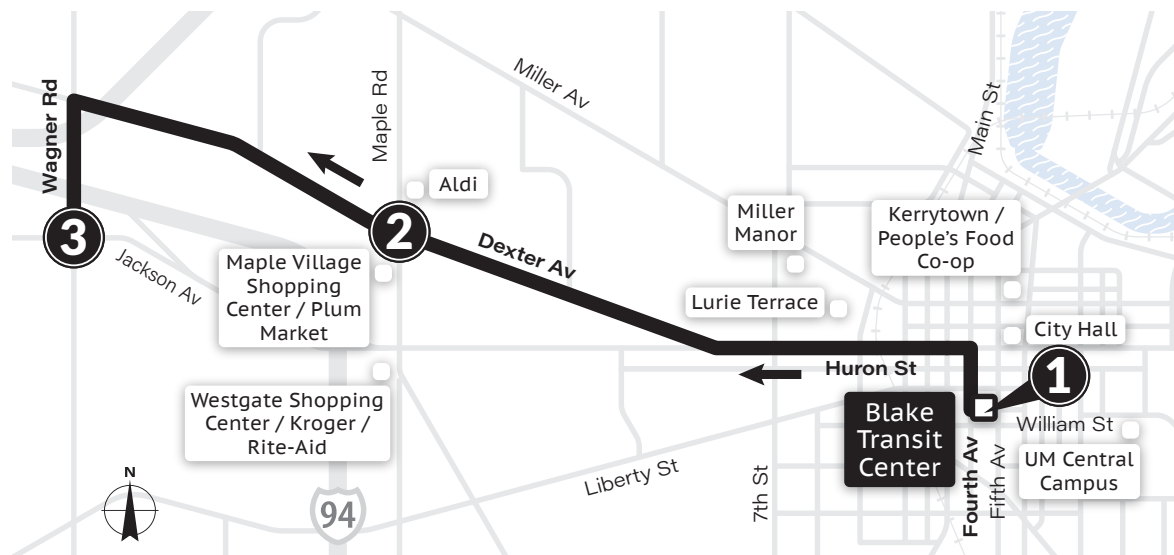 Wagner Rd
Maple Rd
Miller Av
Main St
Aldi
2
3
Dexter Av
Miller
Manor
Kerrytown /
People’s Food
Co-op
Jackson Av
Maple Village
Shopping
Center / Plum
Market
Lurie Terrace
City Hall
Huron St
1
Westgate Shopping
Center / Kroger /
Rite-Aid
Blake
Transit
Center
William St
UM Central
Campus
Liberty St
7th St
Fourth Av
Fifth Av
N
94